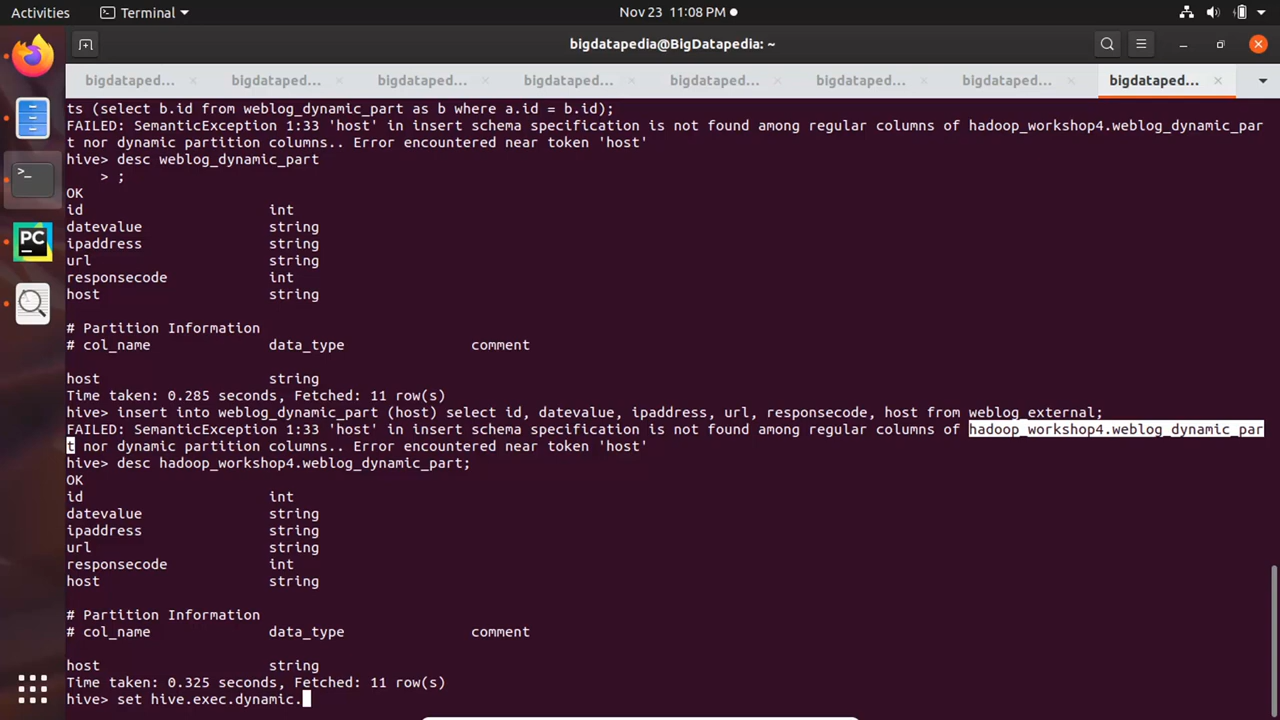 Activities
Terminal
Nov 23 11:08 PM
bigdatapedia@BigDatapedia: ~
bigdataped...
bigdataped...
bigdataped...
bigdataped...
bigdataped...
bigdataped...
bigdataped...
bigdataped...
ts (select b.id from weblog_dynamic_part as b where a.id = b.id);
FAILED: SemanticException 1:33 'host' in insert schema specification is not found among regular columns of hadoop_workshop4.weblog_dynamic_par
t nor dynamic partition columns.. Error encountered near token 'host'
hive> desc weblog_dynamic_part
> ;
OK
id int
datevalue string
ipaddress string
url string
responsecode int
host string
# Partition Information
# col_name data_type comment
host string
Time taken: 0.285 seconds, Fetched: 11 row(s)
hive> insert into weblog_dynamic_part (host) select id, datevalue, ipaddress, url, responsecode, host from weblog_external;
FAILED: SemanticException 1:33 'host' in insert schema specification is not found among regular columns of hadoop_workshop4.weblog_dynamic_par
t nor dynamic partition columns.. Error encountered near token 'host'
hive> desc hadoop_workshop4.weblog_dynamic_part;
OK
id int
datevalue string
ipaddress string
url string
responsecode int
host string
# Partition Information
# col_name data_type comment
host string
Time taken: 0.325 seconds, Fetched: 11 row(s)
hive> set hive.exec.dynamic.
PC